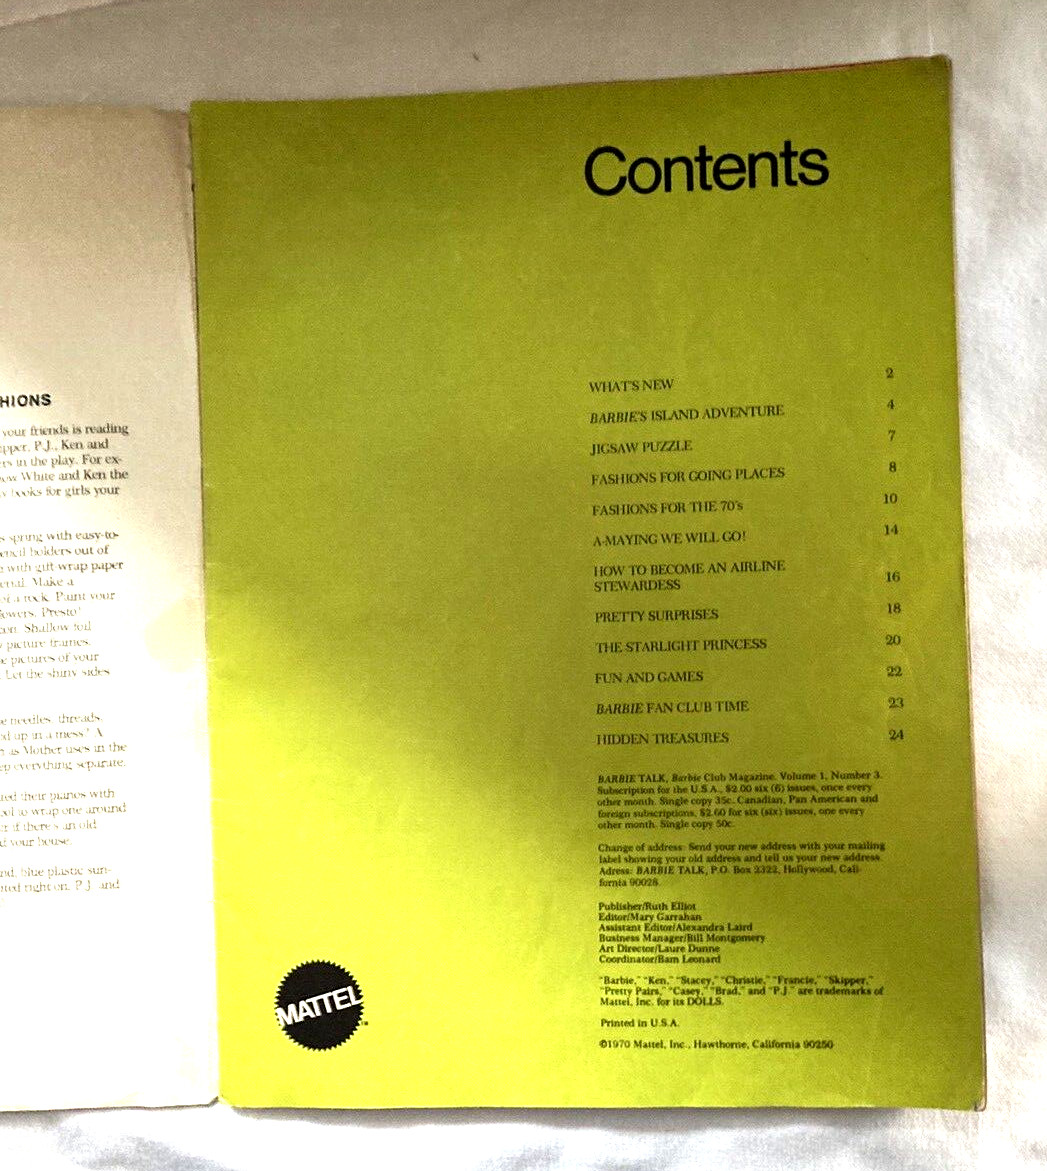 HIONS
your friends is reading
pper, P.J., Ken and
rs in the play. For ex-
ow White and Ken the
books for girls your
spring with easy-to-
encil holders out of
with gift-wrap paper
erial. Make a
of a rock. Paint your
lowers. Presto!
Shallow foil
picture frames.
e pictures of your
Let the shiny sides
e needles, threads,
ed up in a mess? A
as Mother uses in the
ep everything separate.
red their pianos with
to wrap one around
r if there's an old
d your house.
nd, blue plastic sun-
right on. P.J. and
Contents
WHAT'S NEW 2
BARBIE'S ISLAND ADVENTURE 4
JIGSAW PUZZLE 7
FASHIONS FOR GOING PLACES 8
FASHIONS FOR THE 70's 10
A-MAYING WE WILL GO! 14
HOW TO BECOME AN AIRLINE
STEWARDESS 16
PRETTY SURPRISES 18
THE STARLIGHT PRINCESS 20
FUN AND GAMES 22
BARBIE FAN CLUB TIME 23
HIDDEN TREASURES 24
BARBIE TALK, Barbie Club Magazine. Volume 1, Number 3.
Subscription for the U.S.A., $2.00 six (6) issues, once every
other month. Single copy 35c. Canadian, Pan American and
foreign subscriptions, $2.60 for six (six) issues, one every
other month. Single copy 50c.
Change of address: Send your new address with your mailing
label showing your old address and tell us your new address.
Adress: BARBIE TALK, P.O. Box 2322, Hollywood, Cali-
fornia 90028.
Publisher/Ruth Elliot
Editor/Mary Garrahan
Assistant Editor/Alexandra Laird
Business Manager/Bill Montgomery
Art Director/Laure Dunne
Coordinator/Bam Leonard
"Barbie," "Ken," "Stacey," "Christie," "Francie," "Skipper,"
"Pretty Pairs," "Casey," "Brad," and "P.J." are trademarks of
Mattel, Inc. for its DOLLS.
Printed in U.S.A.
©1970 Mattel, Inc., Hawthorne, California 90250
MATTEL